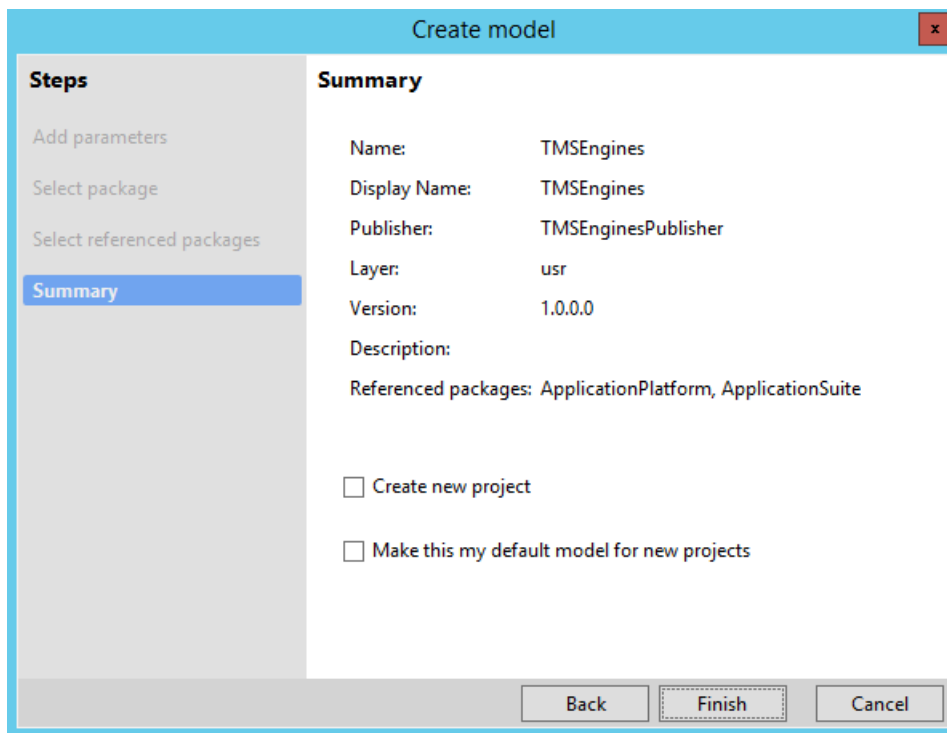 Create model
x
Steps
Add parameters
Select package
Select referenced packages
Summary
Summary
Name: TMSEngines
Display Name: TMSEngines
Publisher: TMSEnginesPublisher
Layer: usr
Version: 1.0.0.0
Description:
Referenced packages: ApplicationPlatform, ApplicationSuite
Create new project
Make this my default model for new projects
Back Finish Cancel